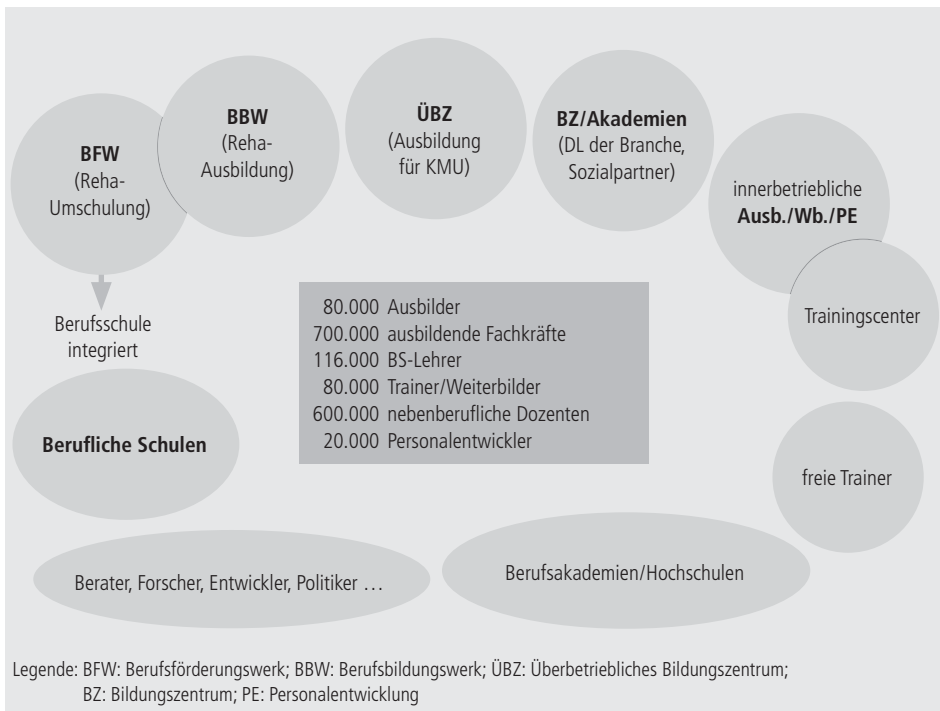 BFW
(Reha-
Umschulung)
BBW
(Reha-
Ausbildung)
ÜBZ
(Ausbildung
für KMU)
BZ/Akademien
(DL der Branche,
Sozialpartner)
innerbetriebliche
Ausb./Wb./PE
Trainingscenter
Berufsschule
integriert
80.000 Ausbilder
700.000 ausbildende Fachkräfte
116.000 BS-Lehrer
80.000 Trainer/Weiterbilder
600.000 nebenberufliche Dozenten
20.000 Personalentwickler
Berufliche Schulen
freie Trainer
Berater, Forscher, Entwickler, Politiker …
Berufsakademien/Hochschulen
Legende: BFW: Berufsförderungswerk; BBW: Berufsbildungswerk; ÜBZ: Überbetriebliches Bildungszentrum;
BZ: Bildungszentrum; PE: Personalentwicklung